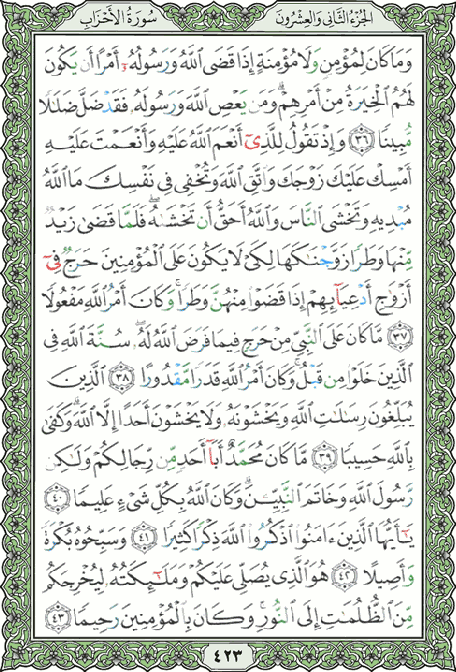 الجزء الثاني والعشرون
سورة الأحزاب
وَمَا كَانَ لِمُؤْمِنٍ وَلَا مُؤْمِنَةٍ إِذَا قَضَى ٱللَّهُ وَرَسُولُهُۥٓ أَمْرًا أَن يَكُونَ
لَهُمُ ٱلْخِيَرَةُ مِنْ أَمْرِهِمْ ۗ وَمَن يَعْصِ ٱللَّهَ وَرَسُولَهُۥ فَقَدْ ضَلَّ ضَلَٰلًا
مُّبِينًا ٣٦ وَإِذْ تَقُولُ لِلَّذِىٓ أَنْعَمَ ٱللَّهُ عَلَيْهِ وَأَنْعَمْتَ عَلَيْهِ
أَمْسِكْ عَلَيْكَ زَوْجَكَ وَٱتَّقِ ٱللَّهَ وَتُخْفِى فِى نَفْسِكَ مَا ٱللَّهُ
مُبْدِيهِ وَتَخْشَى ٱلنَّاسَ وَٱللَّهُ أَحَقُّ أَن تَخْشَىٰهُ ۖ فَلَمَّا قَضَىٰ زَيْدٌ
مِّنْهَا وَطَرًا زَوَّجْنَٰكَهَا لِكَىْ لَا يَكُونَ عَلَى ٱلْمُؤْمِنِينَ حَرَجٌ فِىٓ
أَزْوَٰجِ أَدْعِيَآئِهِمْ إِذَا قَضَوْا۟ مِنْهُنَّ وَطَرًا ۚ وَكَانَ أَمْرُ ٱللَّهِ مَفْعُولًا
٣٧ مَّا كَانَ عَلَى ٱلنَّبِىِّ مِنْ حَرَجٍ فِيمَا فَرَضَ ٱللَّهُ لَهُۥ ۖ سُنَّةَ ٱللَّهِ فِى
ٱلَّذِينَ خَلَوْا۟ مِن قَبْلُ ۚ وَكَانَ أَمْرُ ٱللَّهِ قَدَرًا مَّقْدُورًا ٣٨ ٱلَّذِينَ
يُبَلِّغُونَ رِسَٰلَٰتِ ٱللَّهِ وَيَخْشَوْنَهُۥ وَلَا يَخْشَوْنَ أَحَدًا إِلَّا ٱللَّهَ ۗ وَكَفَىٰ
بِٱللَّهِ حَسِيبًا ٣٩ مَّا كَانَ مُحَمَّدٌ أَبَآ أَحَدٍ مِّن رِّجَالِكُمْ وَلَٰكِن
رَّسُولَ ٱللَّهِ وَخَاتَمَ ٱلنَّبِيِّـۧنَ ۗ وَكَانَ ٱللَّهُ بِكُلِّ شَىْءٍ عَلِيمًا ٤٠
يَٰٓأَيُّهَا ٱلَّذِينَ ءَامَنُوا۟ ٱذْكُرُوا۟ ٱللَّهَ ذِكْرًا كَثِيرًا ٤١ وَسَبِّحُوهُ بُكْرَةً
وَأَصِيلًا ٤٢ هُوَ ٱلَّذِى يُصَلِّى عَلَيْكُمْ وَمَلَٰٓئِكَتُهُۥ لِيُخْرِجَكُم
مِّنَ ٱلظُّلُمَٰتِ إِلَى ٱلنُّورِ ۚ وَكَانَ بِٱلْمُؤْمِنِينَ رَحِيمًا ٤٣
٤٢٣